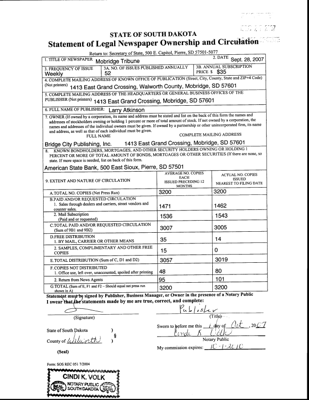 STATE OF SOUTH DAKOTA
Statement of Legal Newspaper Ownership and Circulation
Return to: Secretary of State, 500 E. Capitol, Pierre, SD 57501-5077
1. TITLE OF NEWSPAPER Mobridge Tribune
2. DATE Sept. 28, 2007
3. FREQUENCY OF ISSUE Weekly
3A. NO. OF ISSUES PUBLISHED ANNUALLY 52
3B. ANNUAL SUBSCRIPTION PRICE $ $35
4. COMPLETE MAILING ADDRESS OF KNOWN OFFICE OF PUBLICATION (Street, City, County, State and ZIP+4 Code)
(Not printers) 1413 East Grand Crossing, Walworth County, Mobridge, SD 57601
5. COMPLETE MAILING ADDRESS OF THE HEADQUARTERS OR GENERAL BUSINESS OFFICES OF THE
PUBLISHER (Not printers) 1413 East Grand Crossing, Mobridge, SD 57601
6. FULL NAME OF PUBLISHER: Larry Atkinson
7. OWNER (If owned by a corporation, its name and address must be stated and list on the back of this form the names and
addresses of stockholders owning or holding 1 percent or more of total amount of stock. If not owned by a corporation, the
names and addresses of the individual owners must be given. If owned by a partnership or other unincorporated firm, its name
and address, as well as that of each individual must be given.
FULL NAME COMPLETE MAILING ADDRESS
Bridge City Publishing, Inc. 1413 East Grand Crossing, Mobridge, SD 57601
8. KNOWN BONDHOLDERS, MORTGAGEES, AND OTHER SECURITY HOLDERS OWNING OR HOLDING 1
PERCENT OR MORE OF TOTAL AMOUNT OF BONDS, MORTGAGES OR OTHER SECURITIES (If there are none, so
state. If more space is needed, list on back of this form.
American State Bank, 500 East Sioux, Pierre, SD 57501
9. EXTENT AND NATURE OF CIRCULATION
AVERAGE NO. COPIES EACH ISSUED PRECEDING 12 MONTHS
ACTUAL NO. COPIES ISSUED NEAREST TO FILING DATE
A. TOTAL NO. COPIES (Net Press Run) 3200 3200
B. PAID AND/OR REQUESTED CIRCULATION
1. Sales through dealers and carriers, street vendors and counter sales. 1471 1462
2. Mail Subscription (Paid and or requested) 1536 1543
C. TOTAL PAID AND/OR REQUESTED CIRCULATION (Sum of 9B1 and 9B2) 3007 3005
D. FREE DISTRIBUTION
1. BY MAIL, CARRIER OR OTHER MEANS 35 14
2. SAMPLES, COMPLIMENTARY AND OTHER FREE COPIES 15 0
E. TOTAL DISTRIBUTION (Sum of C, D1 and D2) 3057 3019
F. COPIES NOT DISTRIBUTED
1. Office use, left over, unaccounted, spoiled after printing 48 80
2. Return from News Agents 95 101
G. TOTAL (Sum of E, F1 and F2 - Should equal net press run shown in A) 3200 3200
Statement must be signed by Publisher, Business Manager, or Owner in the presence of a Notary Public
I swear that the statements made by me are true, correct, and complete:
Publisher
(Signature) (Title)
State of South Dakota )
§
County of Walworth )
Sworn to before me this 1 day of Oct, 2007
Notary Public
(Seal)
My commission expires:
Form: SOS REC 051 7/2004
CINDI K. VOLK
NOTARY PUBLIC
SOUTH DAKOTA
SEAL